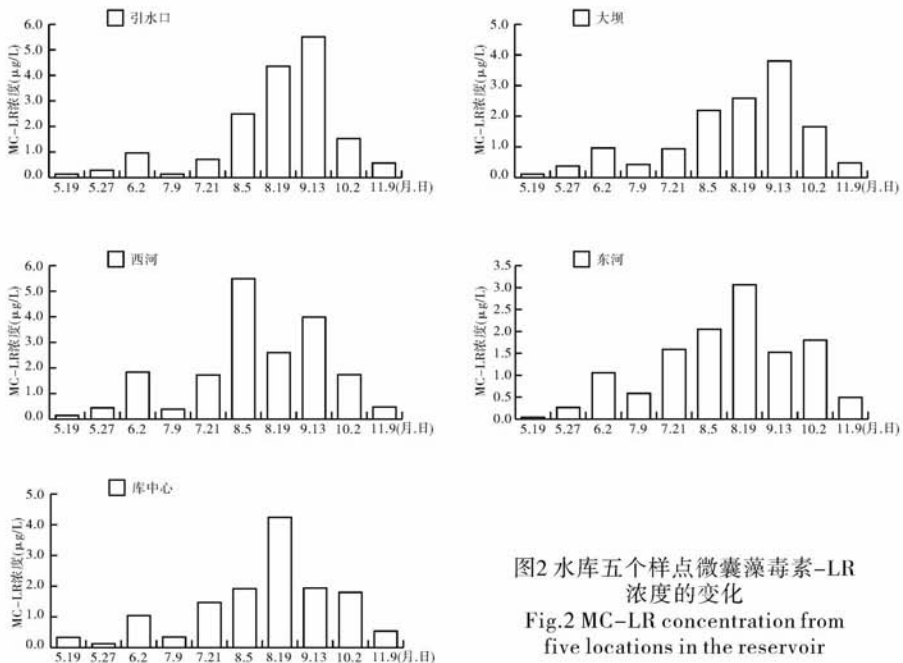 引水口
MC-LR浓度(μg/L)
6.0
5.0
4.0
3.0
2.0
1.0
0.0
5.19 5.27 6.2 7.9 7.21 8.5 8.19 9.13 10.2 11.9(月.日)
大坝
MC-LR浓度(μg/L)
5.0
4.0
3.0
2.0
1.0
0.0
5.19 5.27 6.2 7.9 7.21 8.5 8.19 9.13 10.2 11.9(月.日)
西河
MC-LR浓度(μg/L)
6.0
5.0
4.0
3.0
2.0
1.0
0.0
5.19 5.27 6.2 7.9 7.21 8.5 8.19 9.13 10.2 11.9(月.日)
东河
MC-LR浓度(μg/L)
3.5
3.0
2.5
2.0
1.5
1.0
0.5
0.0
5.19 5.27 6.2 7.9 7.21 8.5 8.19 9.13 10.2 11.9(月.日)
库中心
MC-LR浓度(μg/L)
5.0
4.0
3.0
2.0
1.0
0.0
5.19 5.27 6.2 7.9 7.21 8.5 8.19 9.13 10.2 11.9(月.日)
图2 水库五个样点微囊藻毒素-LR
浓度的变化
Fig.2 MC-LR concentration from
five locations in the reservoir